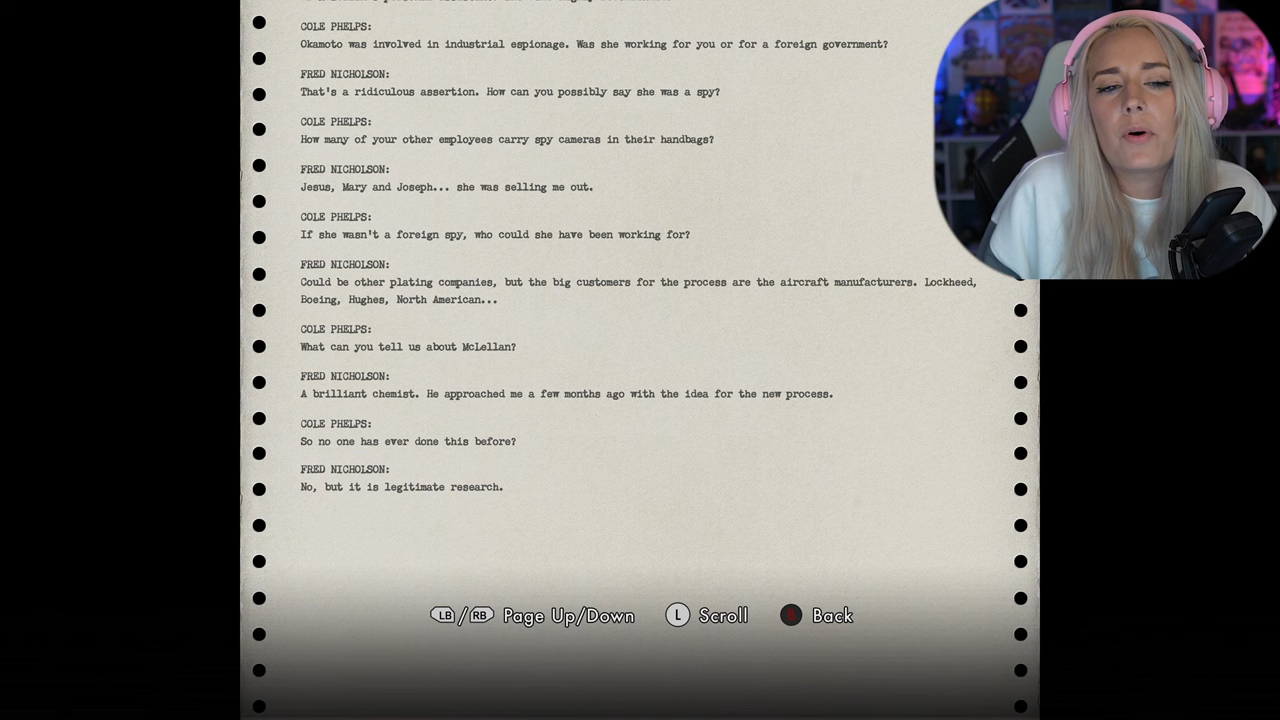 COLE PHELPS:
Okamoto was involved in industrial espionage. Was she working for you or for a foreign government?
FRED NICHOLSON:
That's a ridiculous assertion. How can you possibly say she was a spy?
COLE PHELPS:
How many of your other employees carry spy cameras in their handbags?
FRED NICHOLSON:
Jesus, Mary and Joseph... she was selling me out.
COLE PHELPS:
If she wasn't a foreign spy, who could she have been working for?
FRED NICHOLSON:
Could be other plating companies, but the big customers for the process are the aircraft manufacturers. Lockheed,
Boeing, Hughes, North American...
COLE PHELPS:
What can you tell us about McLellan?
FRED NICHOLSON:
A brilliant chemist. He approached me a few months ago with the idea for the new process.
COLE PHELPS:
So no one has ever done this before?
FRED NICHOLSON:
No, but it is legitimate research.
LB/RB Page Up/Down L Scroll B Back